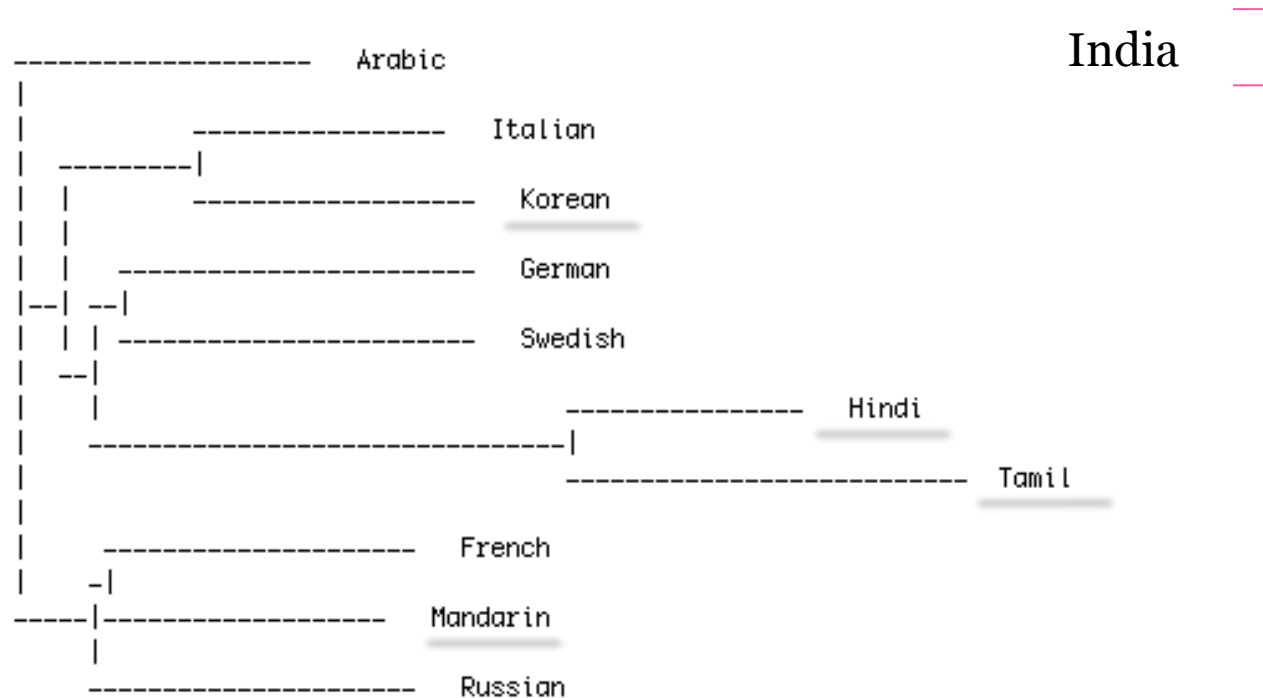 India
Arabic
Italian
Korean
German
Swedish
Hindi
Tamil
French
Mandarin
Russian